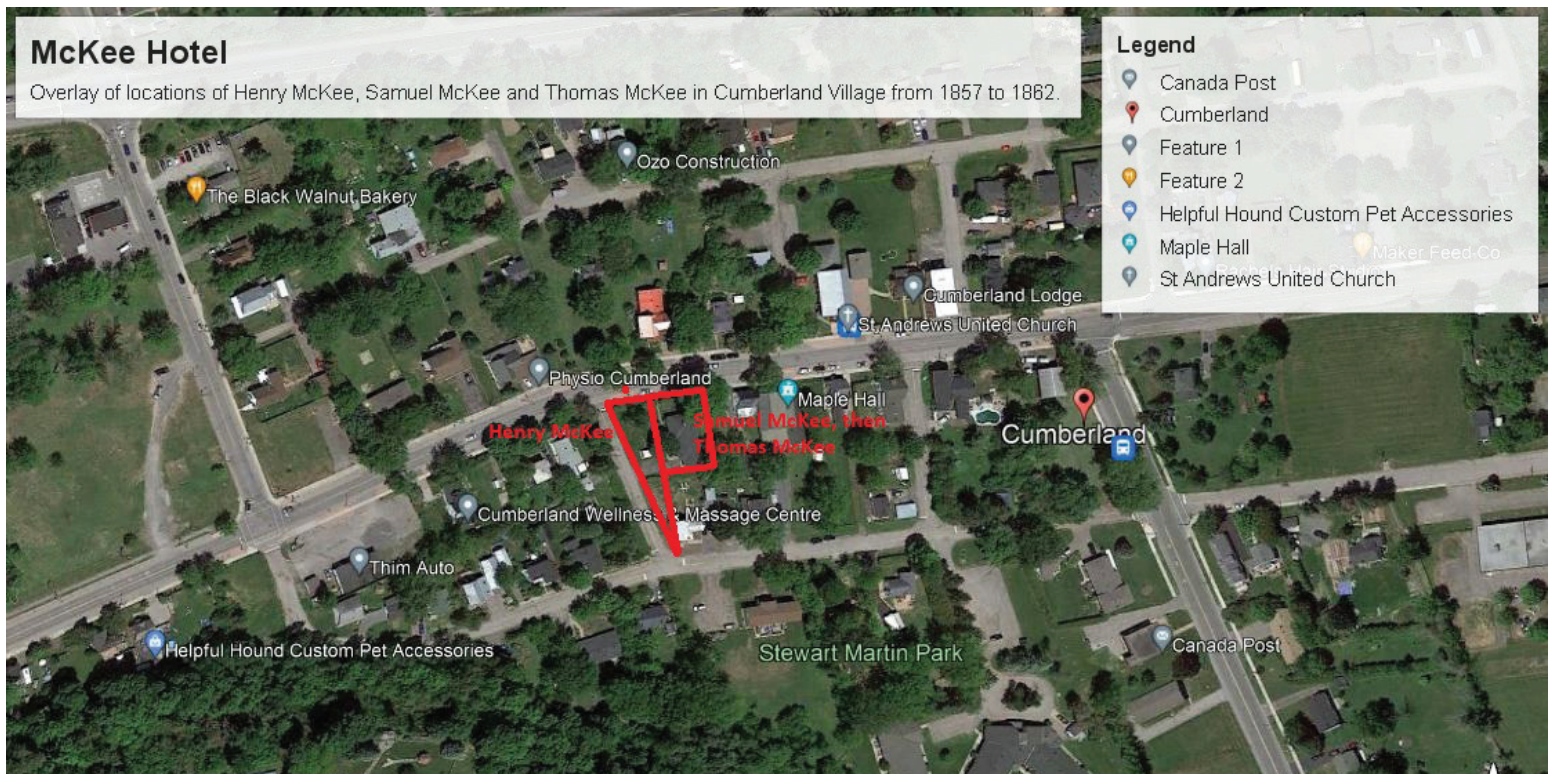 McKee Hotel
Overlay of locations of Henry McKee, Samuel McKee and Thomas McKee in Cumberland Village from 1857 to 1862.
Legend
Canada Post
Cumberland
Feature 1
Feature 2
Helpful Hound Custom Pet Accessories
Maple Hall
St Andrews United Church
Ozo Construction
The Black Walnut Bakery
Maker Feed Co
Cumberland Lodge
St Andrews United Church
Physio Cumberland
Maple Hall
Henry McKee
Samuel McKee, then
Thomas McKee
Cumberland
Cumberland Wellness & Massage Centre
Thim Auto
Helpful Hound Custom Pet Accessories
Stewart Martin Park
Canada Post